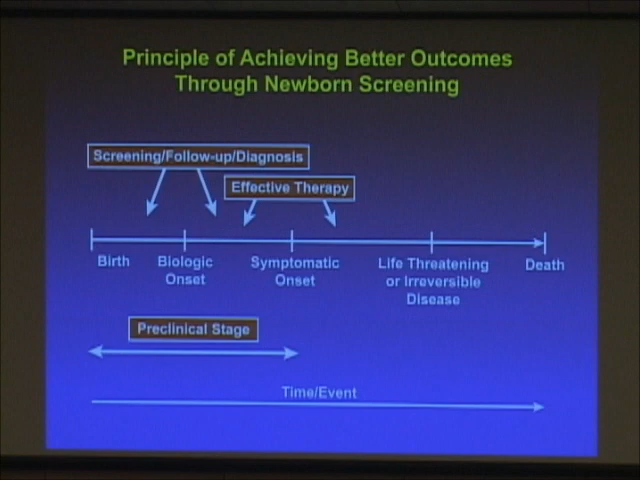 Principle of Achieving Better Outcomes
Through Newborn Screening
Screening/Follow-up/Diagnosis
Effective Therapy
Birth
Biologic
Onset
Symptomatic
Onset
Life Threatening
or Irreversible
Disease
Death
Preclinical Stage
Time/Event